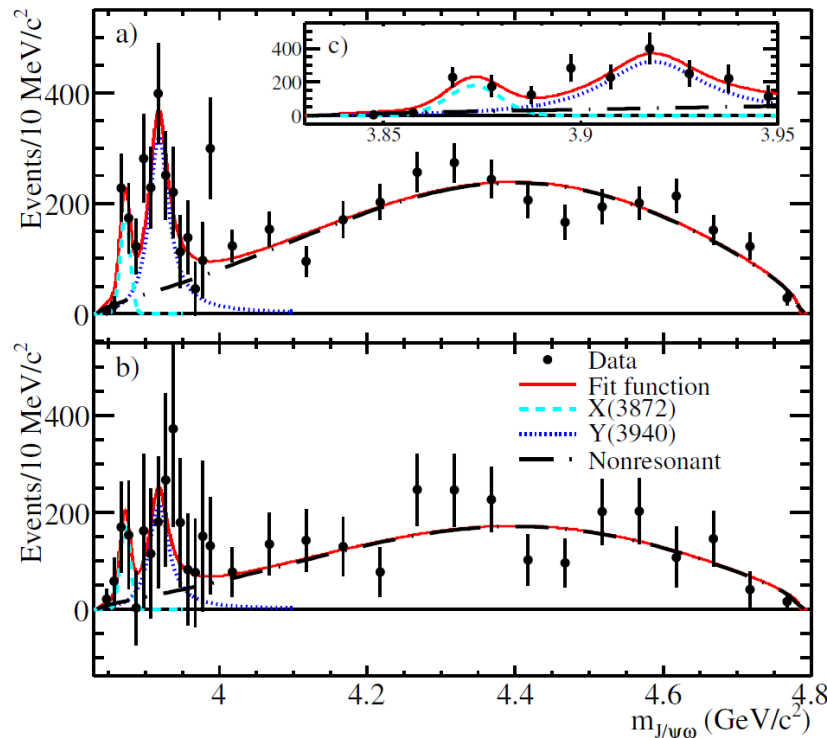 a)
c)
400
200
0
3.85
3.9
3.95
Events/10 MeV/c²
400
200
0
b)
Data
Fit function
X(3872)
Y(3940)
Nonresonant
Events/10 MeV/c²
400
200
0
4
4.2
4.4
4.6
4.8
m_J/ψω (GeV/c²)